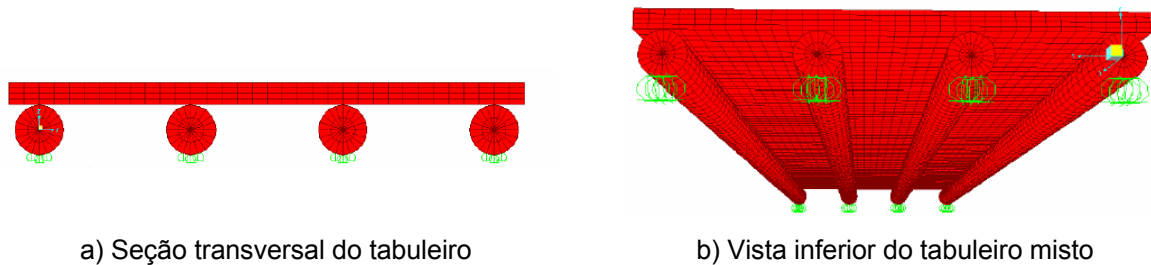 a) Seção transversal do tabuleiro
b) Vista inferior do tabuleiro misto